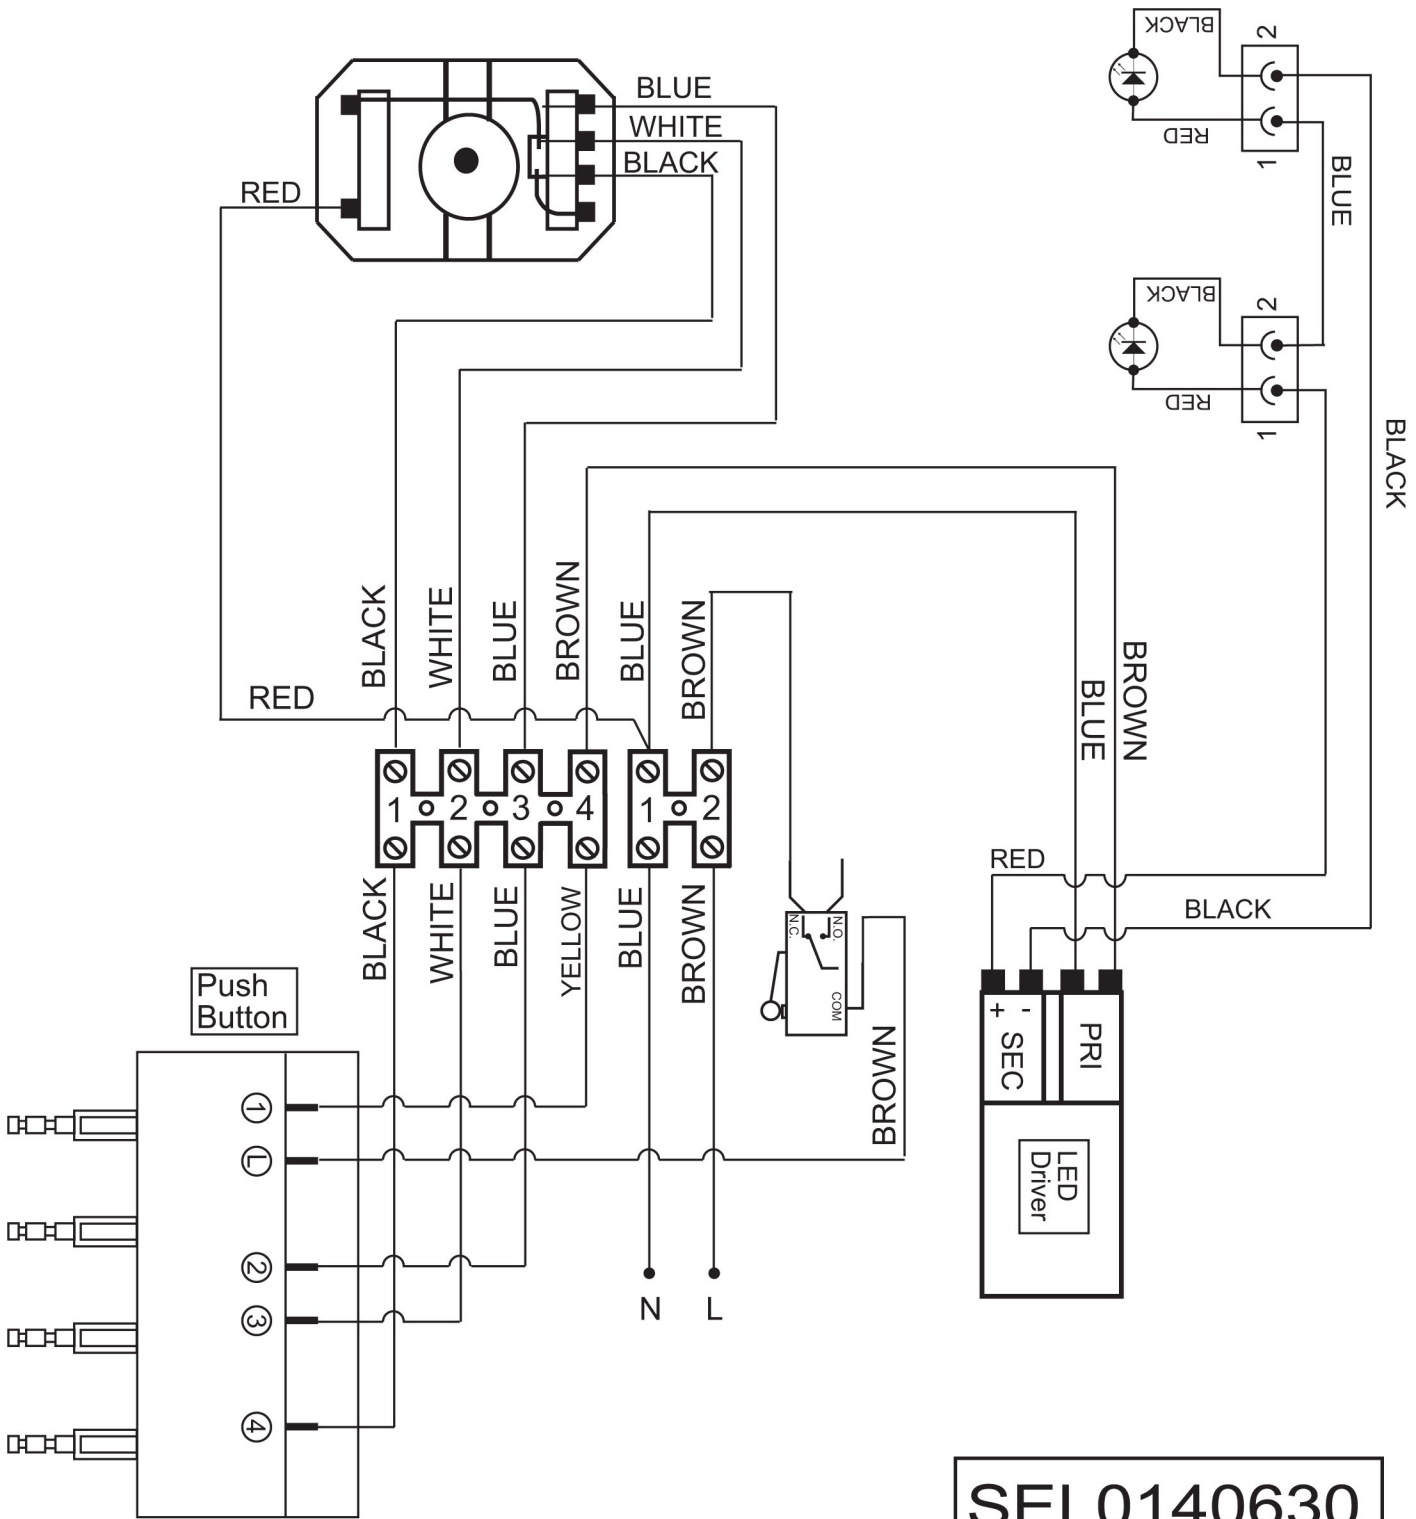 BLACK
2
RED
1
BLUE
BLACK
2
RED
1
BLACK
BLUE
WHITE
BLACK
RED
BLACK
WHITE
BLUE
BROWN
BLUE
BROWN
RED
BLUE
BROWN
1
2
3
4
1
2
BLACK
WHITE
BLUE
YELLOW
BLUE
BROWN
N.C.
N.O.
COM
BROWN
RED
BLACK
+ -
SEC
PRI
LED
Driver
Push
Button
1
L
2
3
4
N
L
SEL0140630